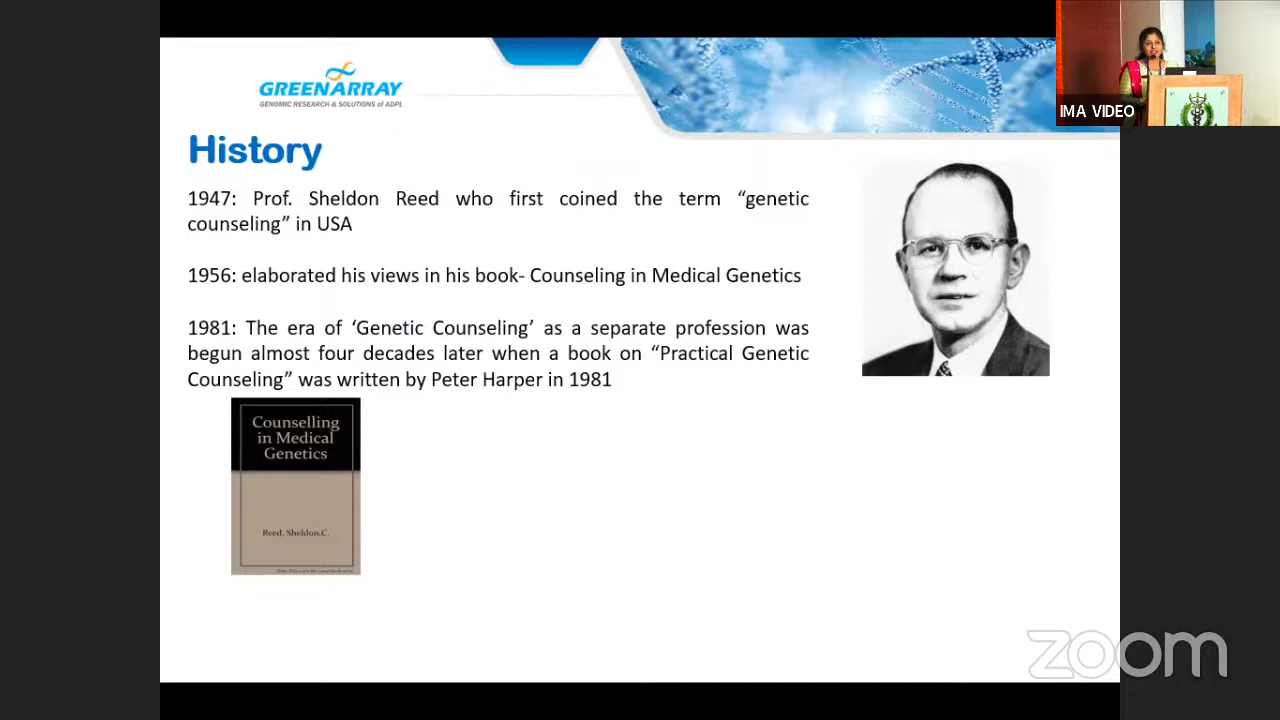 GREENARRAY
GENOMIC RESEARCH & SOLUTIONS of ADPL
IMA VIDEO
History
1947: Prof. Sheldon Reed who first coined the term “genetic
counseling” in USA
1956: elaborated his views in his book- Counseling in Medical Genetics
1981: The era of ‘Genetic Counseling’ as a separate profession was
begun almost four decades later when a book on “Practical Genetic
Counseling” was written by Peter Harper in 1981
Counselling
in Medical
Genetics
Reed, Sheldon.C.
zoom